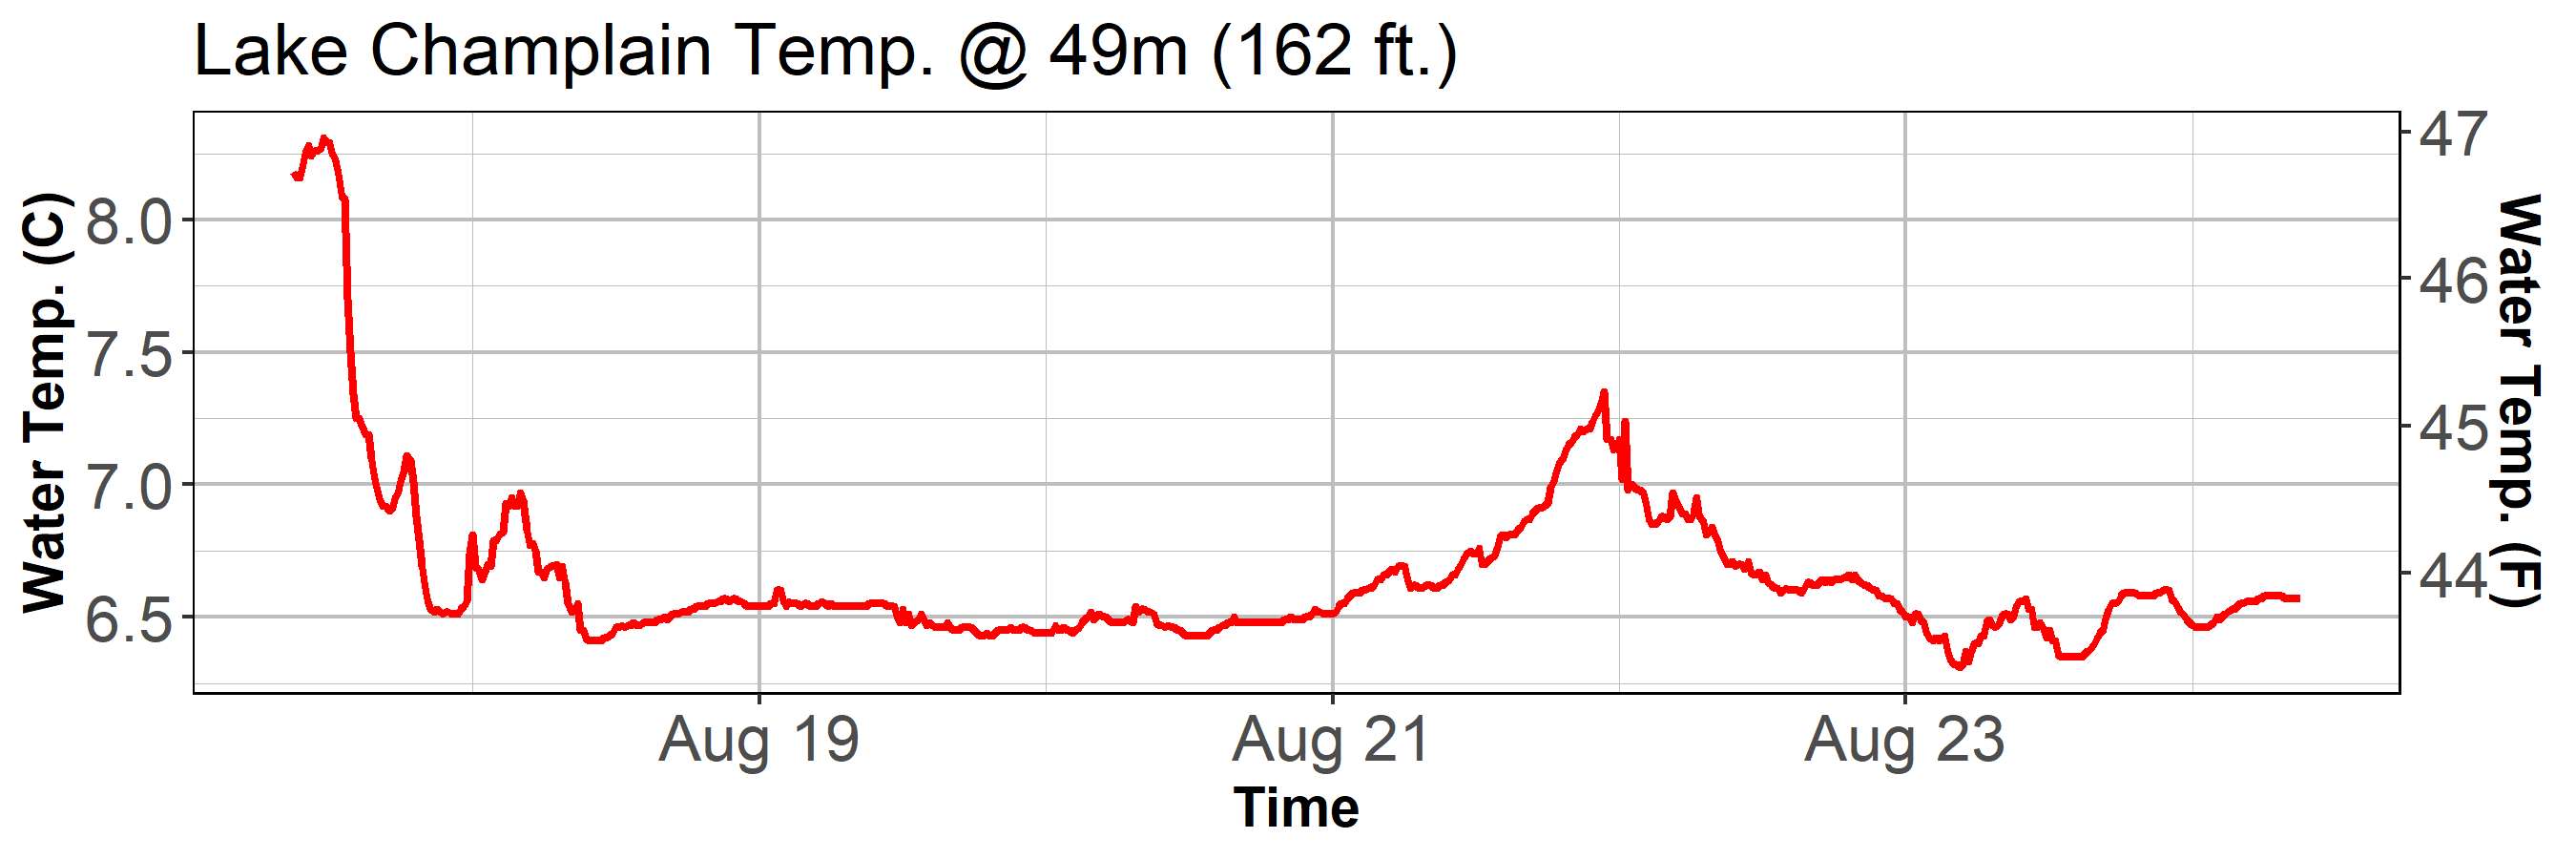 Lake Champlain Temp. @ 49m (162 ft.)
Water Temp. (C)
8.0
7.5
7.0
6.5
47
46
45
44
Water Temp. (F)
Aug 19 Aug 21 Aug 23
Time